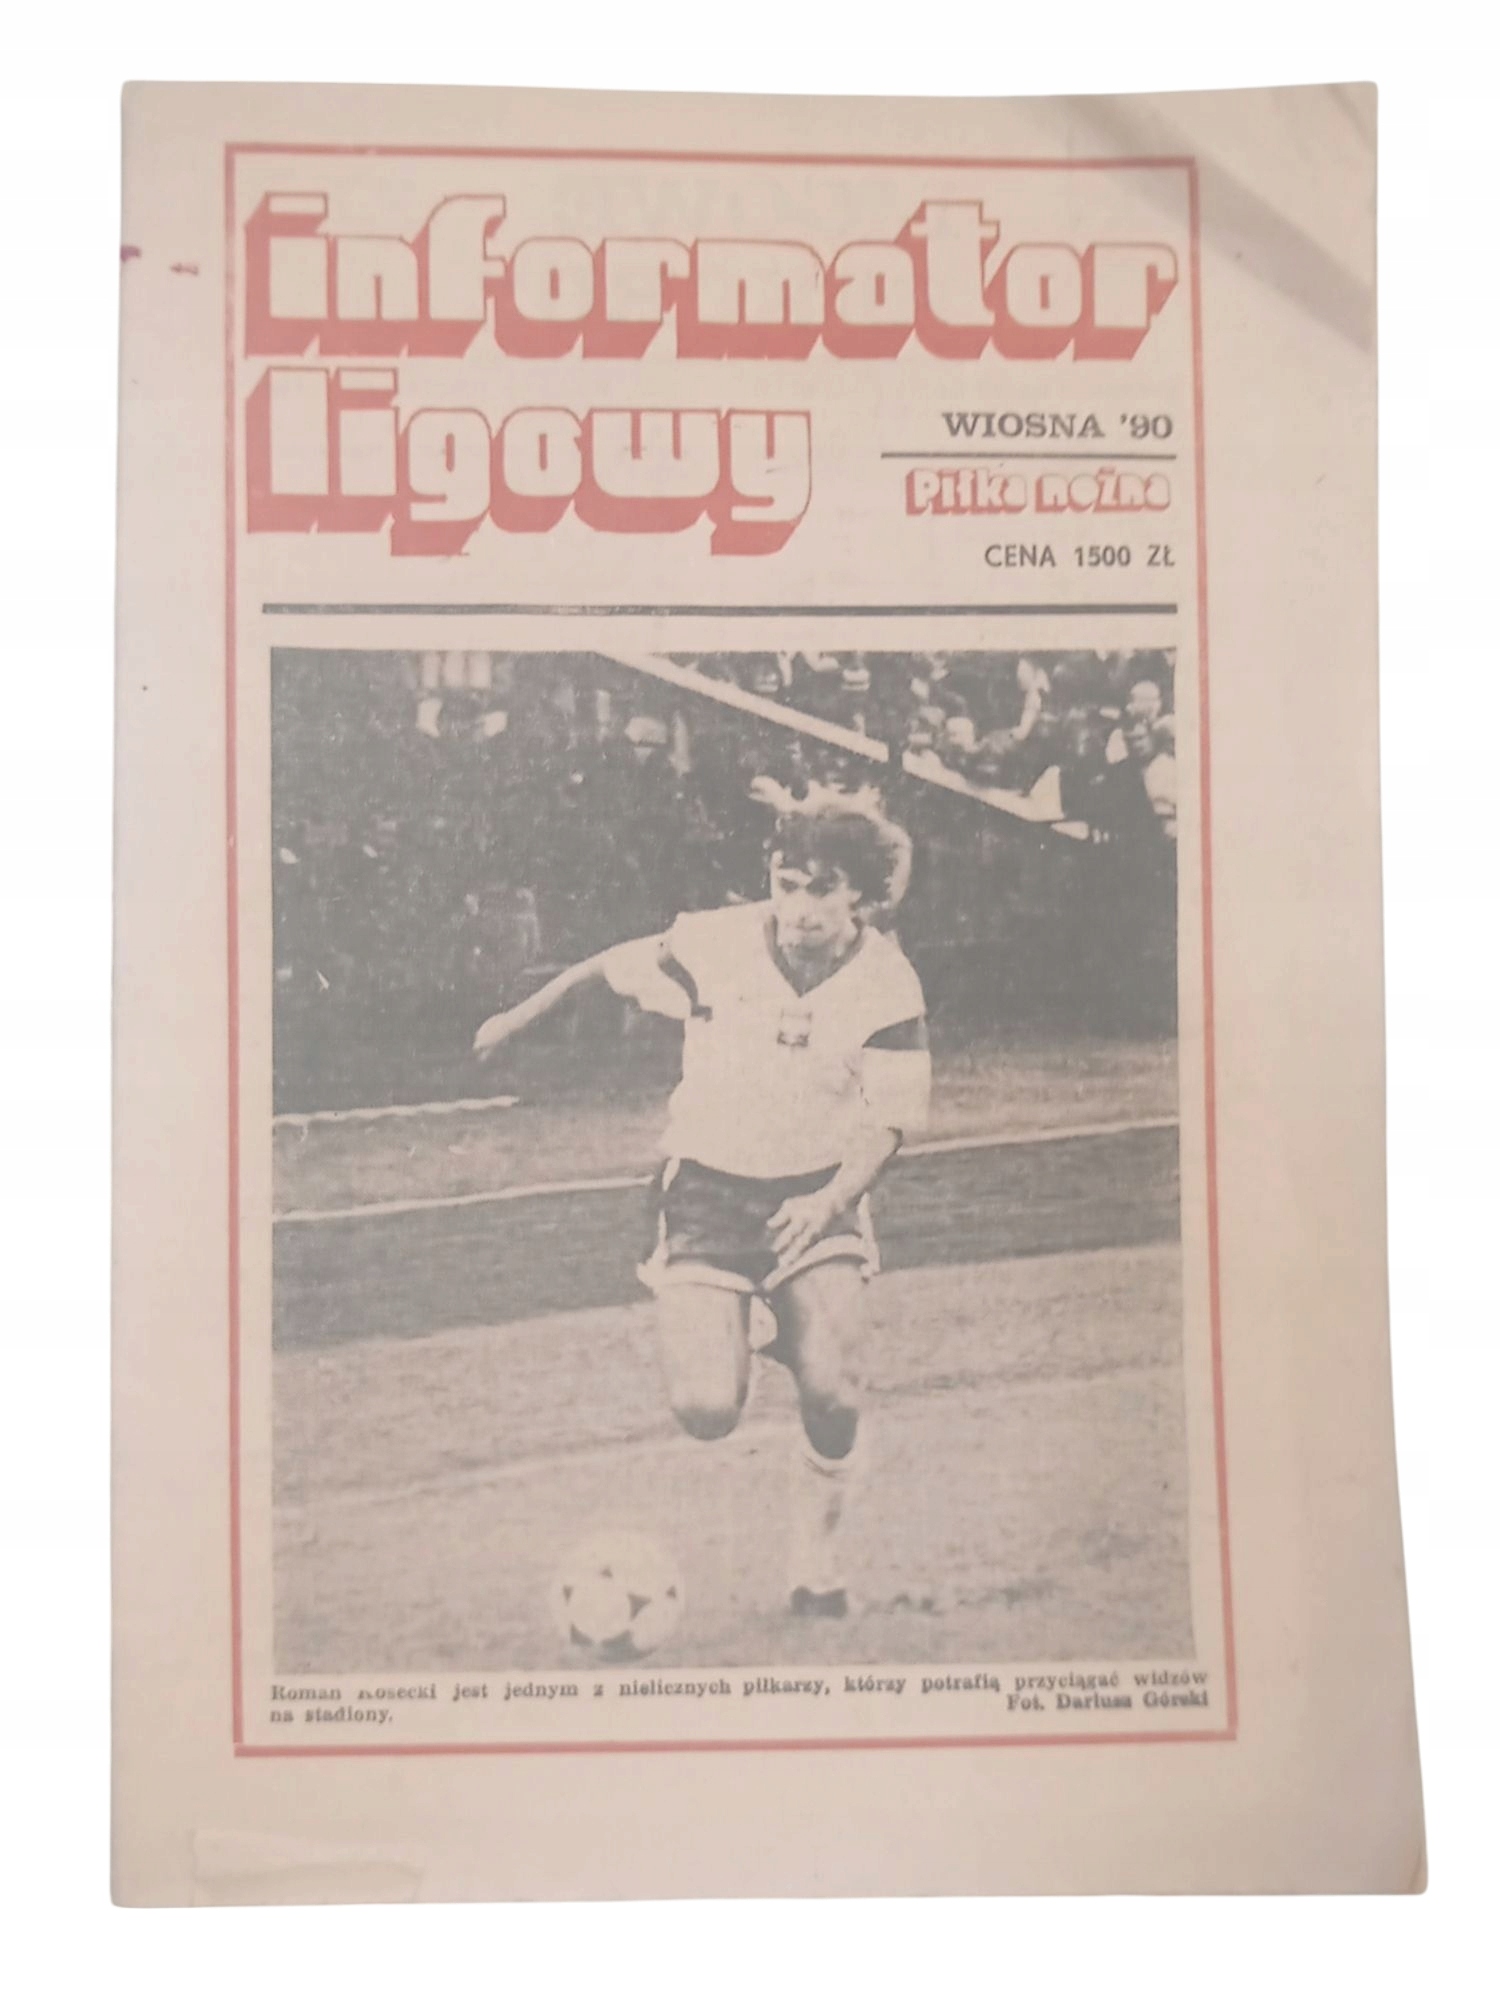 informator
ligowy
WIOSNA '90
Piłka nożna
CENA 1500 ZŁ
Roman Kosecki jest jednym z nielicznych piłkarzy, którzy potrafią przyciągać widzów
na stadiony.
Fot. Dariusz Górski